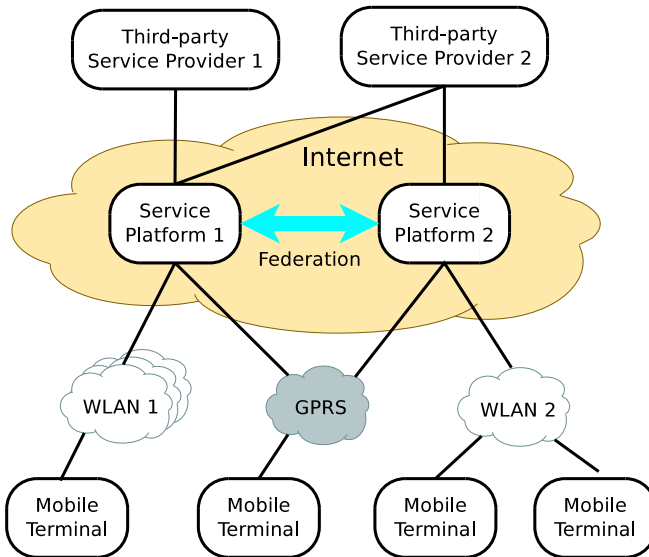 Third-party
Service Provider 1
Third-party
Service Provider 2
Internet
Service
Platform 1
Service
Platform 2
Federation
WLAN 1
GPRS
WLAN 2
Mobile
Terminal
Mobile
Terminal
Mobile
Terminal
Mobile
Terminal